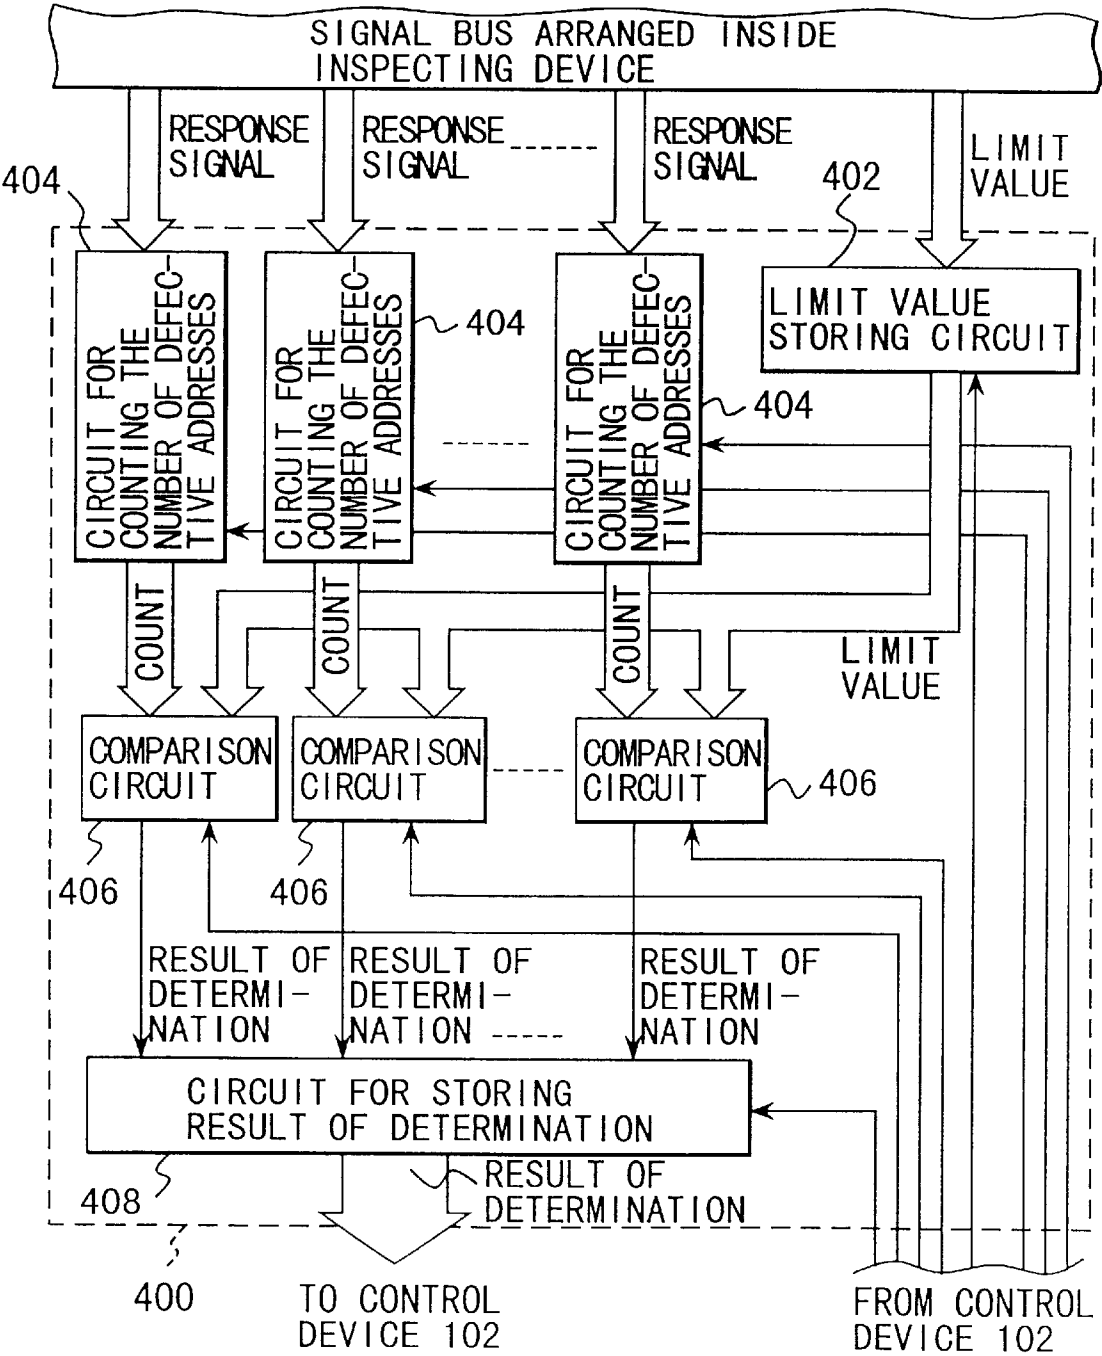 SIGNAL BUS ARRANGED INSIDE
INSPECTING DEVICE
RESPONSE
SIGNAL
RESPONSE
SIGNAL
RESPONSE
SIGNAL
LIMIT
VALUE
404
402
CIRCUIT FOR
COUNTING THE
NUMBER OF DEFEC-
TIVE ADDRESSES
CIRCUIT FOR
COUNTING THE
NUMBER OF DEFEC-
TIVE ADDRESSES
404
CIRCUIT FOR
COUNTING THE
NUMBER OF DEFEC-
TIVE ADDRESSES
404
LIMIT VALUE
STORING CIRCUIT
COUNT
COUNT
COUNT
LIMIT
VALUE
COMPARISON
CIRCUIT
COMPARISON
CIRCUIT
COMPARISON
CIRCUIT
406
406
406
RESULT OF
DETERMI-
NATION
RESULT OF
DETERMI-
NATION
RESULT OF
DETERMI-
NATION
CIRCUIT FOR STORING
RESULT OF DETERMINATION
408
RESULT OF
DETERMINATION
400
TO CONTROL
DEVICE 102
FROM CONTROL
DEVICE 102